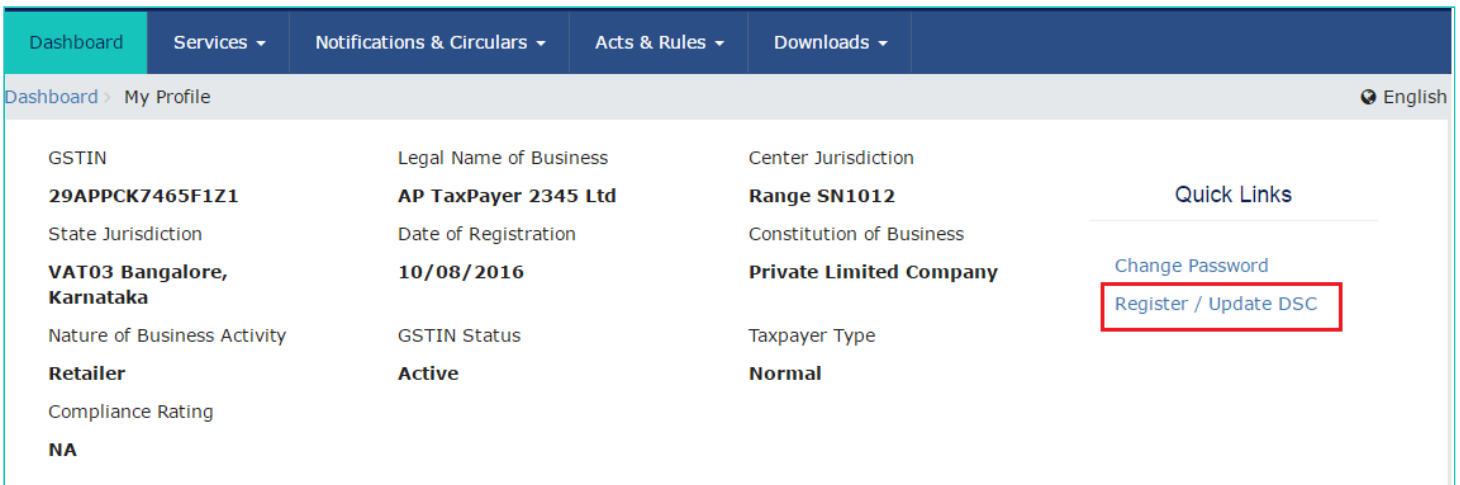 Dashboard Services Notifications & Circulars Acts & Rules Downloads
Dashboard > My Profile English
GSTIN Legal Name of Business Center Jurisdiction
29APPCK7465F1Z1 AP TaxPayer 2345 Ltd Range SN1012
Quick Links
State Jurisdiction Date of Registration Constitution of Business
VAT03 Bangalore, 10/08/2016 Private Limited Company
Karnataka
Change Password
Register / Update DSC
Nature of Business Activity GSTIN Status Taxpayer Type
Retailer Active Normal
Compliance Rating
NA